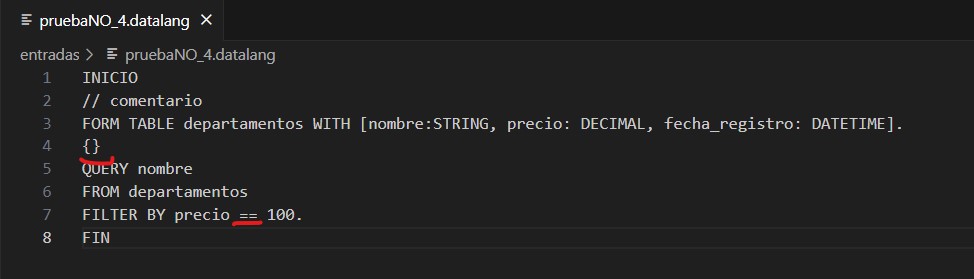 pruebaNO_4.datalang ×
entradas > pruebaNO_4.datalang
1 INICIO
2 // comentario
3 FORM TABLE departamentos WITH [nombre:STRING, precio: DECIMAL, fecha_registro: DATETIME].
4 {}
5 QUERY nombre
6 FROM departamentos
7 FILTER BY precio == 100.
8 FIN